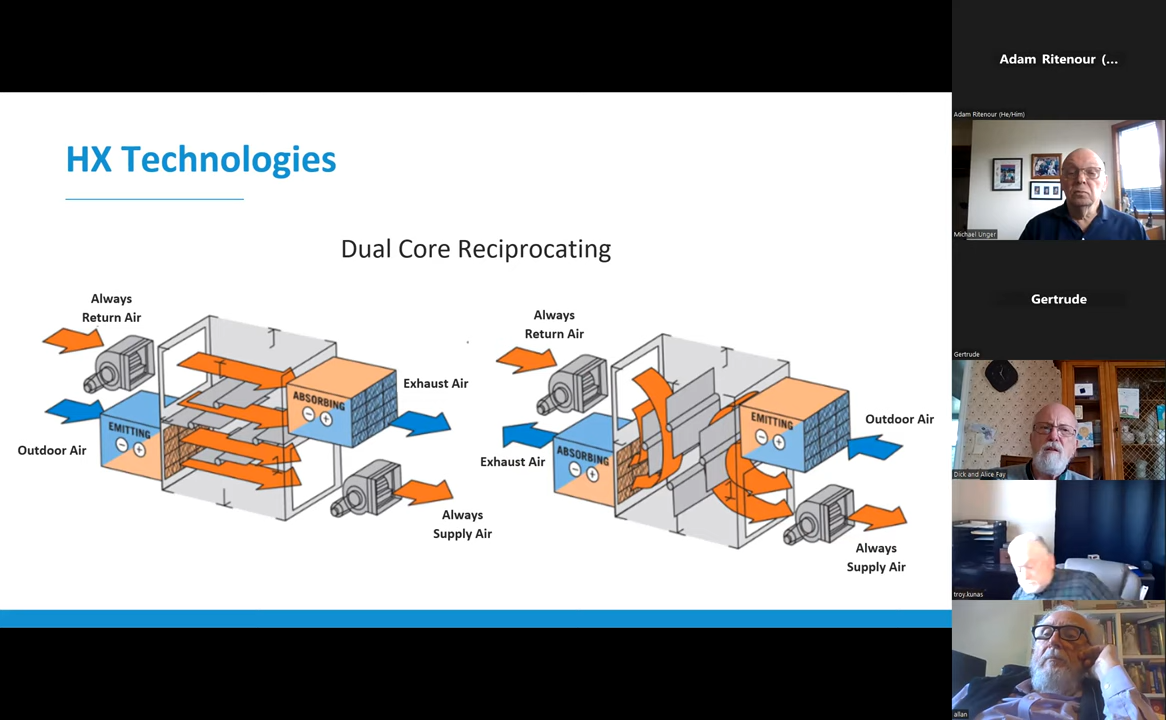 HX Technologies
Dual Core Reciprocating
Always
Return Air
Outdoor Air
EMITTING
ABSORBING
Exhaust Air
Always
Supply Air
Always
Return Air
Exhaust Air
ABSORBING
EMITTING
Outdoor Air
Always
Supply Air
Adam Ritenour (...
Adam Ritenour (He/Him)
Michael Unger
Gertrude
Gertrude
Dick and Alice Fay
troy.kunas
allan